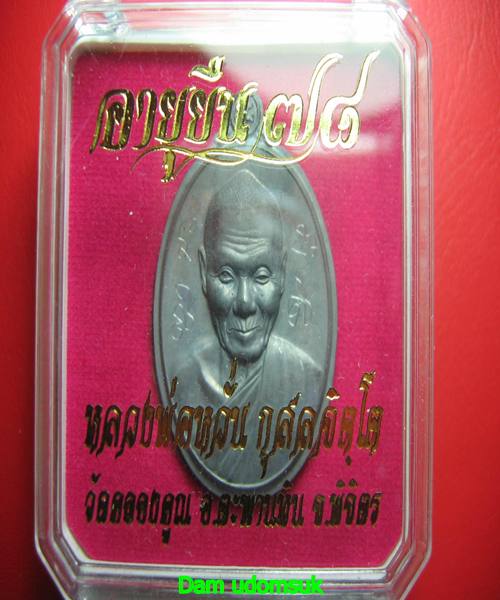 อายุยืน ๗๘
หลวงพ่อหวั่น กุสลจิตฺโต
วัดคลองคูณ อ.ตะพานหิน จ.พิจิตร
Dam udomsuk